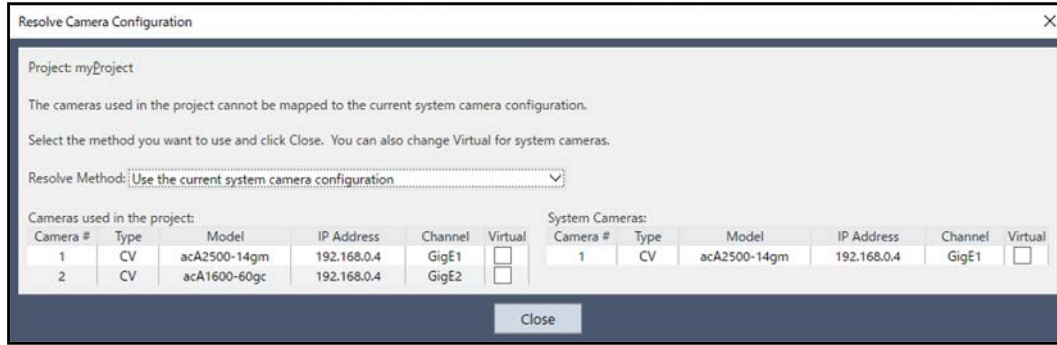 Resolve Camera Configuration
Project: myProject
The cameras used in the project cannot be mapped to the current system camera configuration.
Select the method you want to use and click Close. You can also change Virtual for system cameras.
Resolve Method: Use the current system camera configuration
Cameras used in the project:
Camera # Type Model IP Address Channel Virtual
1 CV acA2500-14gm 192.168.0.4 GigE1
2 CV acA1600-60gc 192.168.0.4 GigE2
System Cameras:
Camera # Type Model IP Address Channel Virtual
1 CV acA2500-14gm 192.168.0.4 GigE1
Close